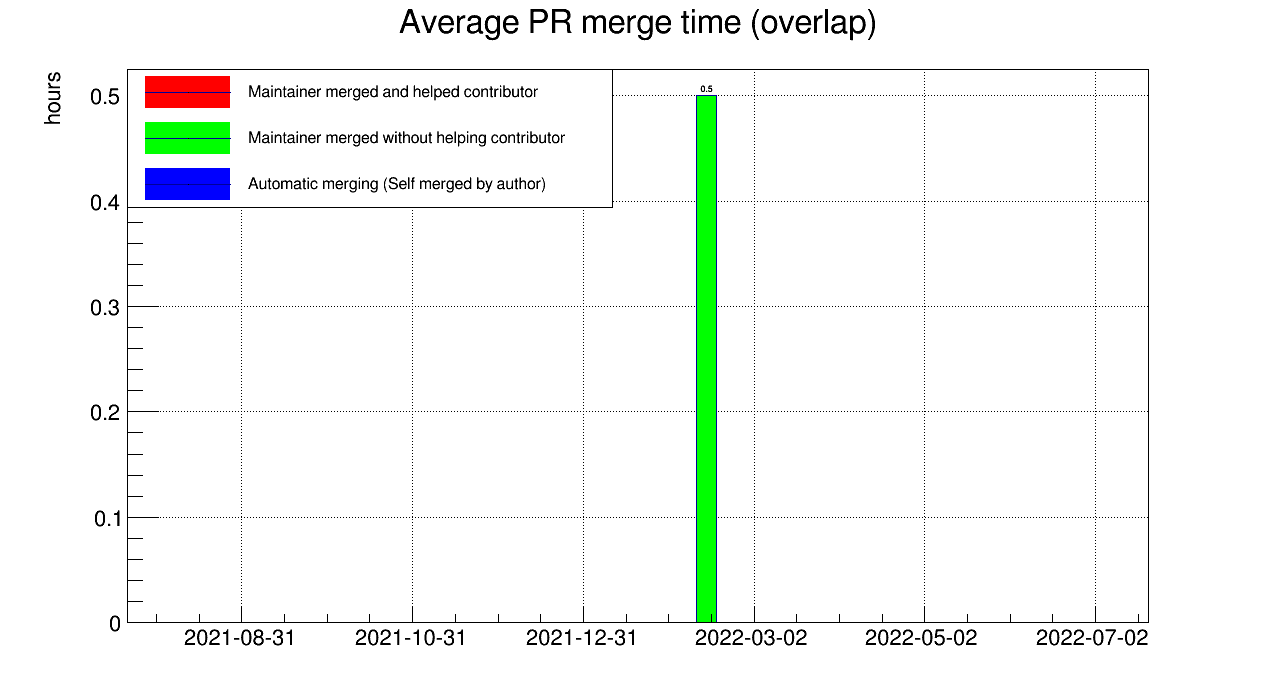 Average PR merge time (overlap)
hours
Maintainer merged and helped contributor
Maintainer merged without helping contributor
Automatic merging (Self merged by author)
0.5
0.5
0.4
0.3
0.2
0.1
0
2021-08-31
2021-10-31
2021-12-31
2022-03-02
2022-05-02
2022-07-02